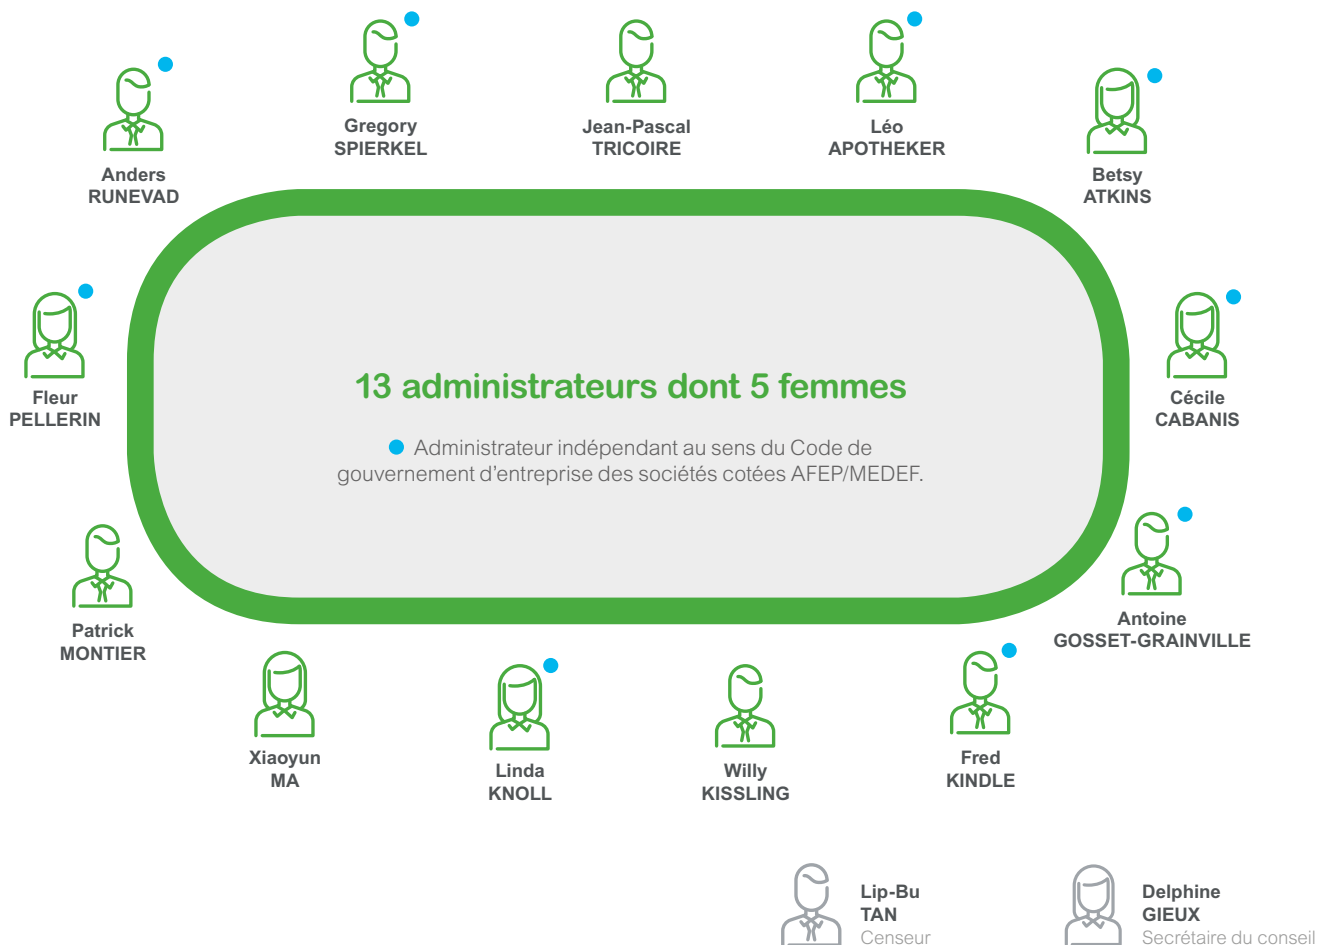 Gregory
SPIERKEL
Jean-Pascal
TRICOIRE
Léo
APOTHEKER
Anders
RUNEVAD
Betsy
ATKINS
Fleur
PELLERIN
13 administrateurs dont 5 femmes
Administrateur indépendant au sens du Code de
gouvernement d'entreprise des sociétés cotées AFEP/MEDEF.
Cécile
CABANIS
Patrick
MONTIER
Antoine
GOSSET-GRAINVILLE
Xiaoyun
MA
Linda
KNOLL
Willy
KISSLING
Fred
KINDLE
Lip-Bu
TAN
Censeur
Delphine
GIEUX
Secrétaire du conseil